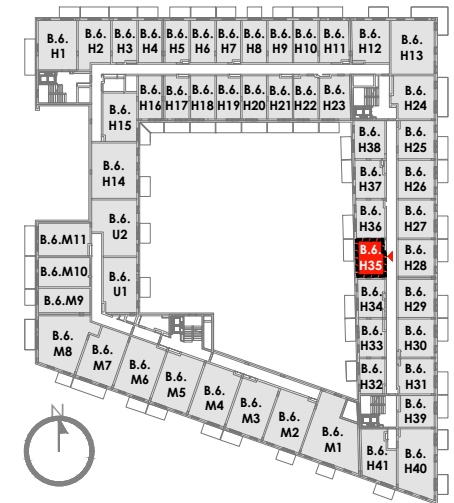 B.6.
H1
B.6.
H2
B.6.
H3
B.6.
H4
B.6.
H5
B.6.
H6
B.6.
H7
B.6.
H8
B.6.
H9
B.6.
H10
B.6.
H11
B.6.
H12
B.6.
H13
B.6.
H16
B.6.
H17
B.6.
H18
B.6.
H19
B.6.
H20
B.6.
H21
B.6.
H22
B.6.
H23
B.6.
H24
B.6.
H15
B.6.
H38
B.6.
H25
B.6.
H14
B.6.
H37
B.6.
H26
B.6.
U2
B.6.
H36
B.6.
H27
B.6.M11
B.6.
H35
B.6.
H28
B.6.M10
B.6.
U1
B.6.
H34
B.6.
H29
B.6.M9
B.6.
H33
B.6.
H30
B.6.
M8
B.6.
M7
B.6.
M6
B.6.
M5
B.6.
M4
B.6.
M3
B.6.
M2
B.6.
M1
B.6.
H32
B.6.
H31
B.6.
H39
B.6.
H41
B.6.
H40
N